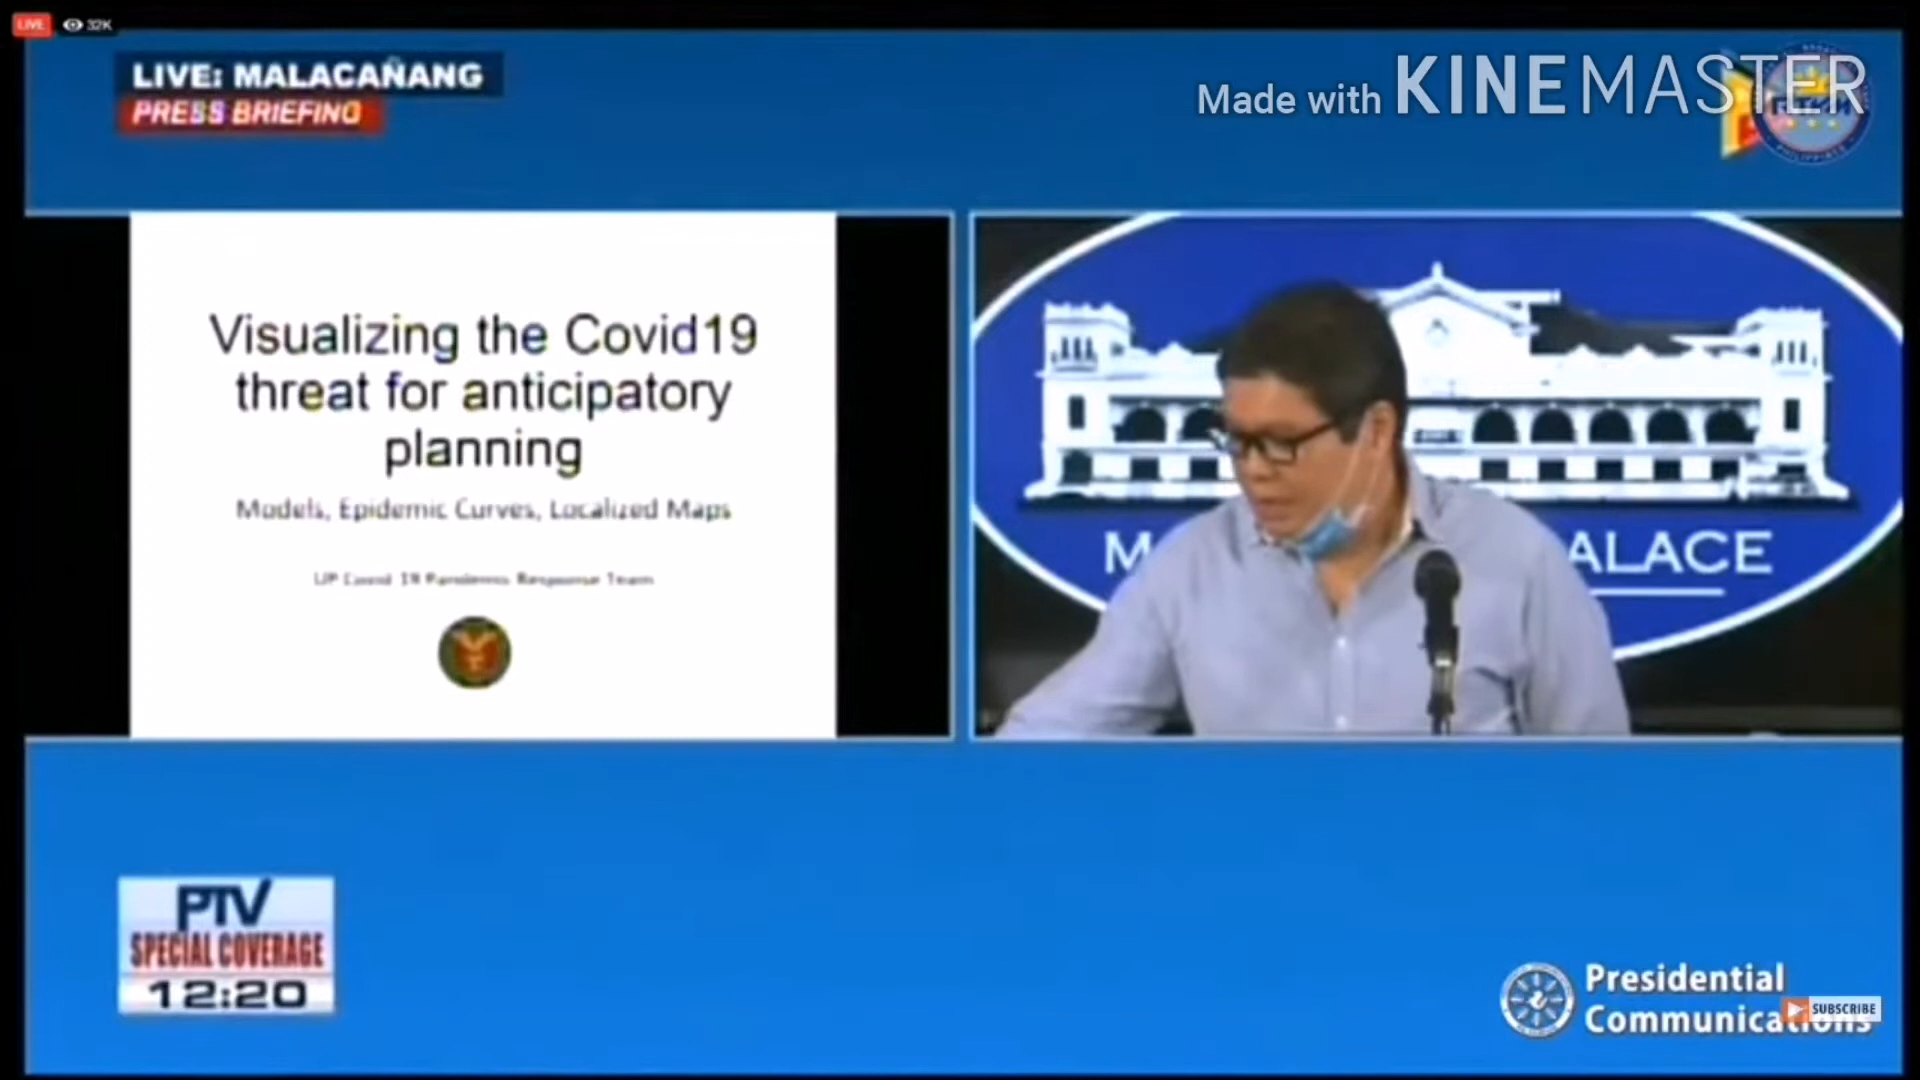 LIVE
32K
LIVE: MALACAÑANG
PRESS BRIEFING
Made with KINEMASTER
PHILIPPINES
Visualizing the Covid19
threat for anticipatory
planning
Models, Epidemic Curves, Localized Maps
UP Covid 19 Pandemic Response Team
M
ALACE
PTV
SPECIAL COVERAGE
12:20
Presidential
Communications
SUBSCRIBE